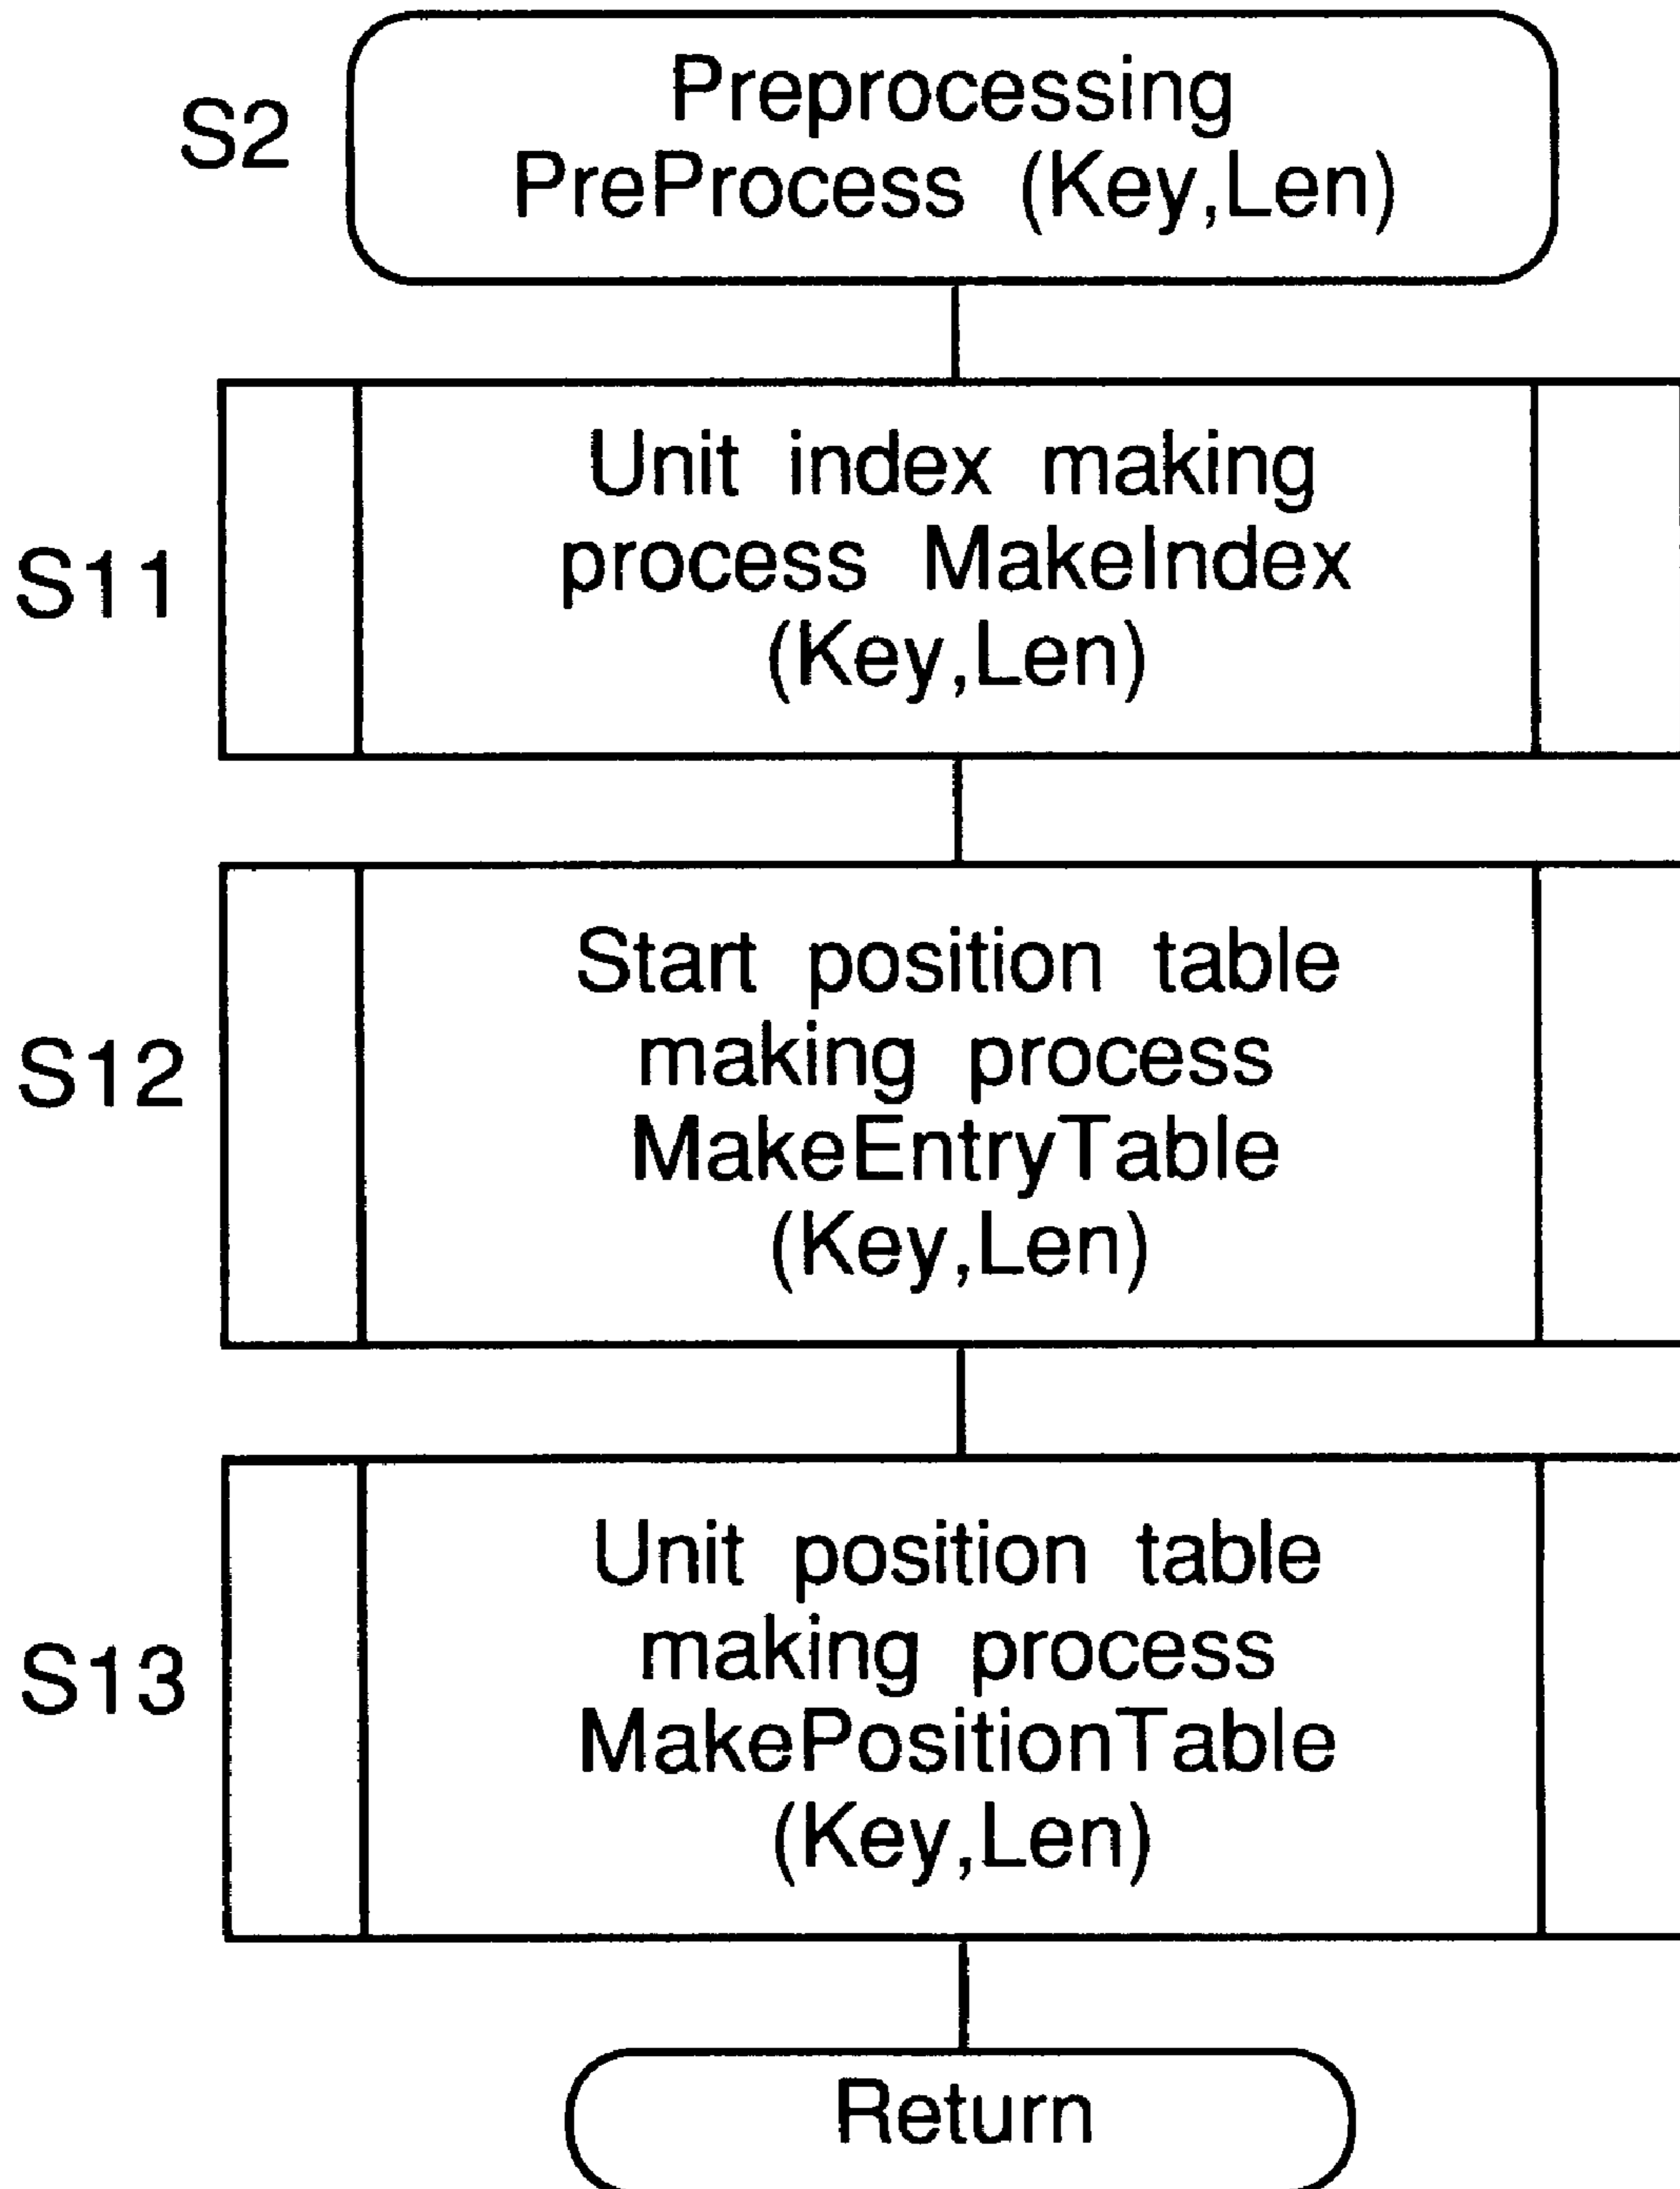 S2
Preprocessing
PreProcess (Key,Len)
S11
Unit index making
process MakeIndex
(Key,Len)
S12
Start position table
making process
MakeEntryTable
(Key,Len)
S13
Unit position table
making process
MakePositionTable
(Key,Len)
Return